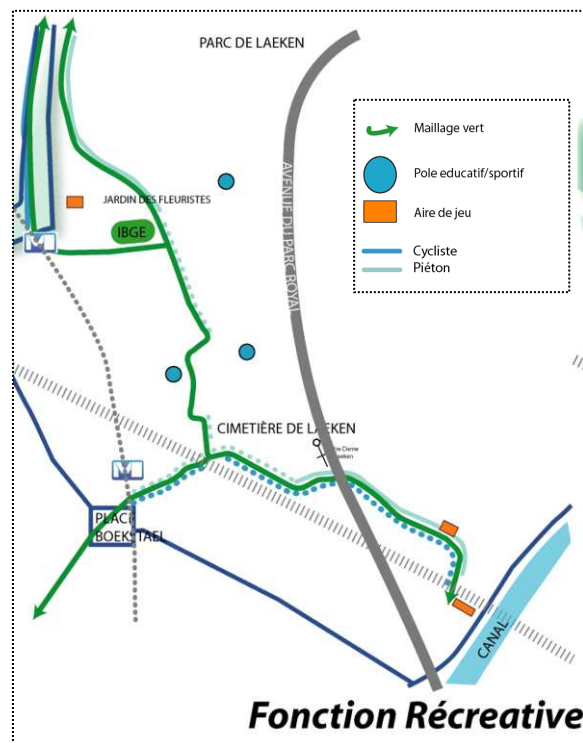 PARC DE LAEKEN
Maillage vert
Pole educatif/sportif
Aire de jeu
Cycliste
Piéton
AVENUE DU PARC ROYAL
JARDIN DES FLEURISTES
IBGE
M
CIMETIÈRE DE LAEKEN
Dame
M
PLACE
BOEKSTAEL
CANAL
Fonction Récreative